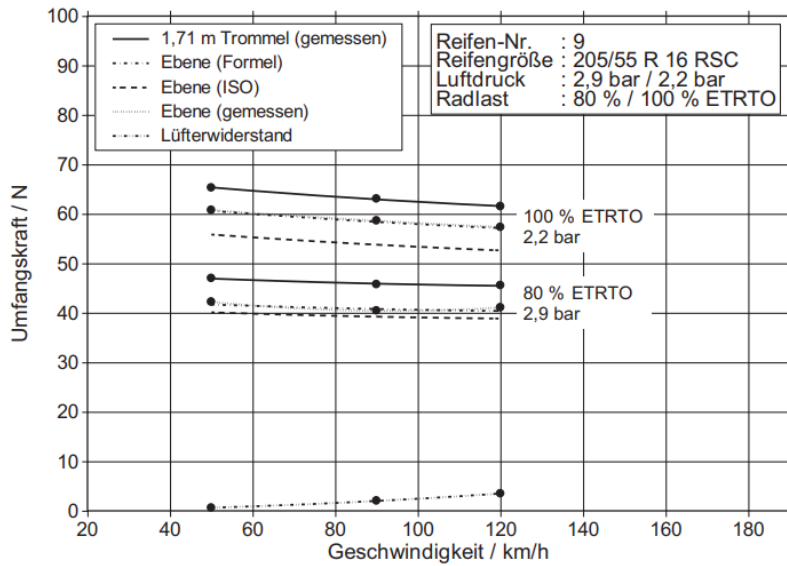 1,71 m Trommel (gemessen)
Ebene (Formel)
Ebene (ISO)
Ebene (gemessen)
Lüfterwiderstand
Reifen-Nr. : 9
Reifengröße : 205/55 R 16 RSC
Luftdruck : 2,9 bar / 2,2 bar
Radlast : 80 % / 100 % ETRTO
Umfangskraft / N
100
90
80
70
60
50
40
30
20
10
0
100 % ETRTO
2,2 bar
80 % ETRTO
2,9 bar
20 40 60 80 100 120 140 160 180
Geschwindigkeit / km/h